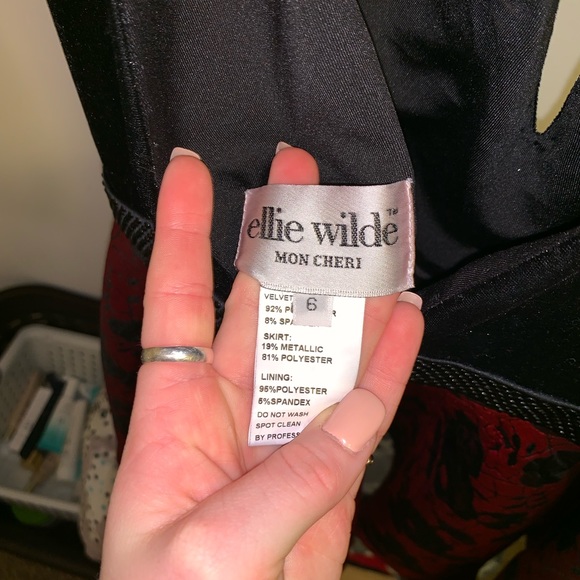 ellie wilde™
MON CHERI
6
VELVET
92% P
8% SPA
SKIRT:
19% METALLIC
81% POLYESTER
LINING:
95%POLYESTER
5%SPANDEX
DO NOT WASH
SPOT CLEAN
BY PROFESS